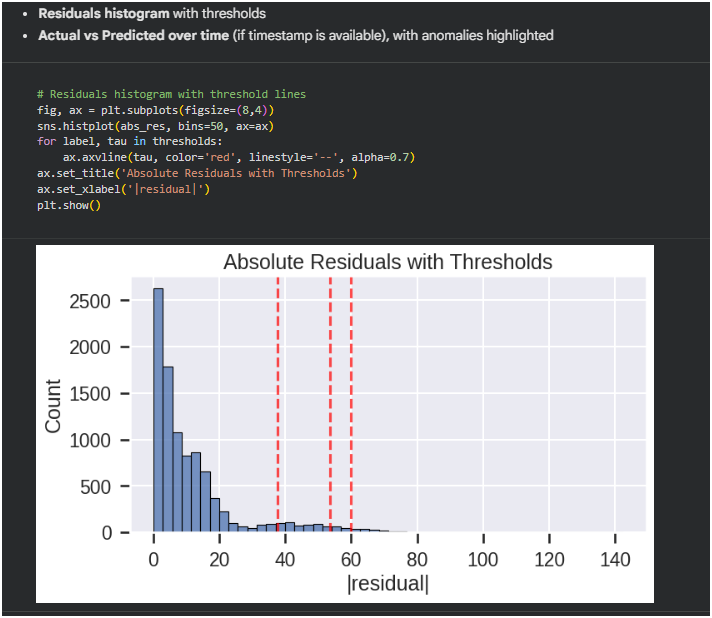 • Residuals histogram with thresholds
• Actual vs Predicted over time (if timestamp is available), with anomalies highlighted
# Residuals histogram with threshold lines
fig, ax = plt.subplots(figsize=(8,4))
sns.histplot(abs_res, bins=50, ax=ax)
for label, tau in thresholds:
    ax.axvline(tau, color='red', linestyle='--', alpha=0.7)
ax.set_title('Absolute Residuals with Thresholds')
ax.set_xlabel('|residual|')
plt.show()
Absolute Residuals with Thresholds
2500
2000
1500
1000
500
0
Count
0 20 40 60 80 100 120 140
|residual|